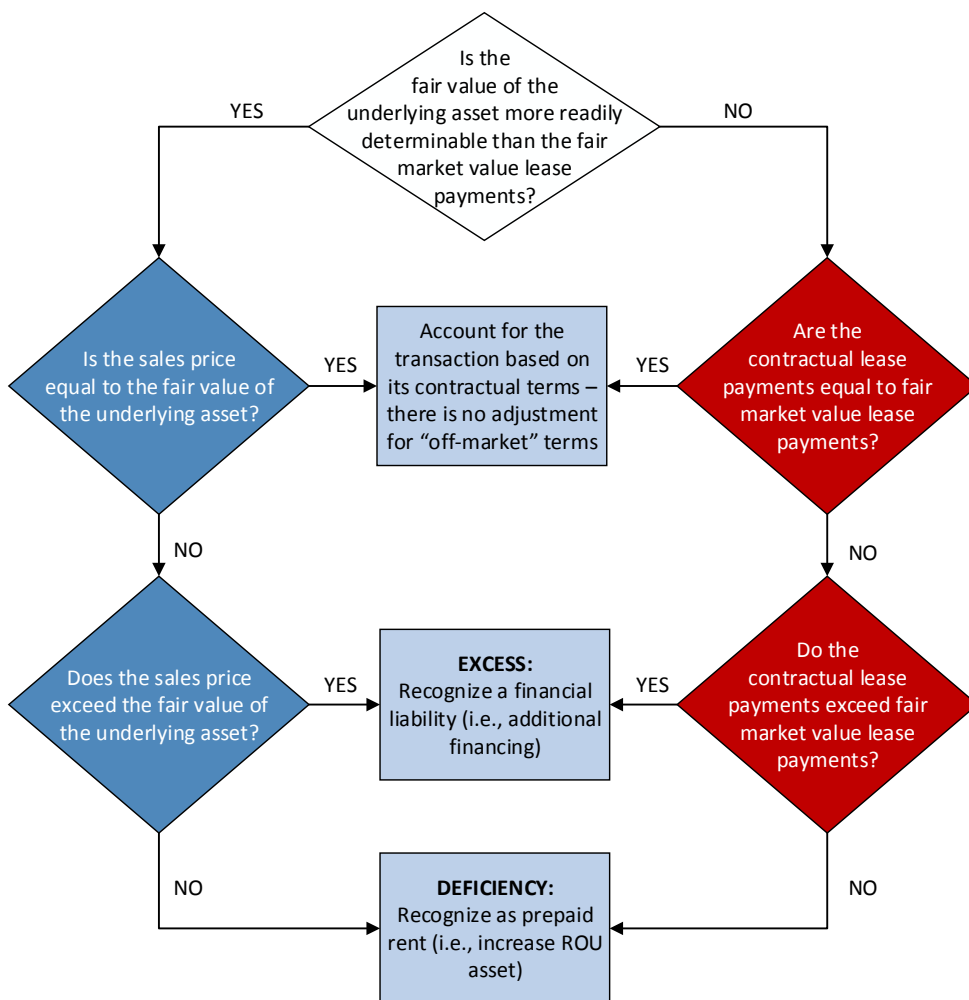 Is the
fair value of the
underlying asset more readily
determinable than the fair
market value lease
payments?
YES
NO
Is the sales price
equal to the fair value of
the underlying asset?
YES
Account for the
transaction based on
its contractual terms –
there is no adjustment
for “off-market” terms
YES
Are the
contractual lease
payments equal to fair
market value lease
payments?
NO
NO
Does the sales price
exceed the fair value of
the underlying asset?
YES
EXCESS:
Recognize a financial
liability (i.e., additional
financing)
YES
Do the
contractual lease
payments exceed fair
market value lease
payments?
NO
DEFICIENCY:
Recognize as prepaid
rent (i.e., increase ROU
asset)
NO